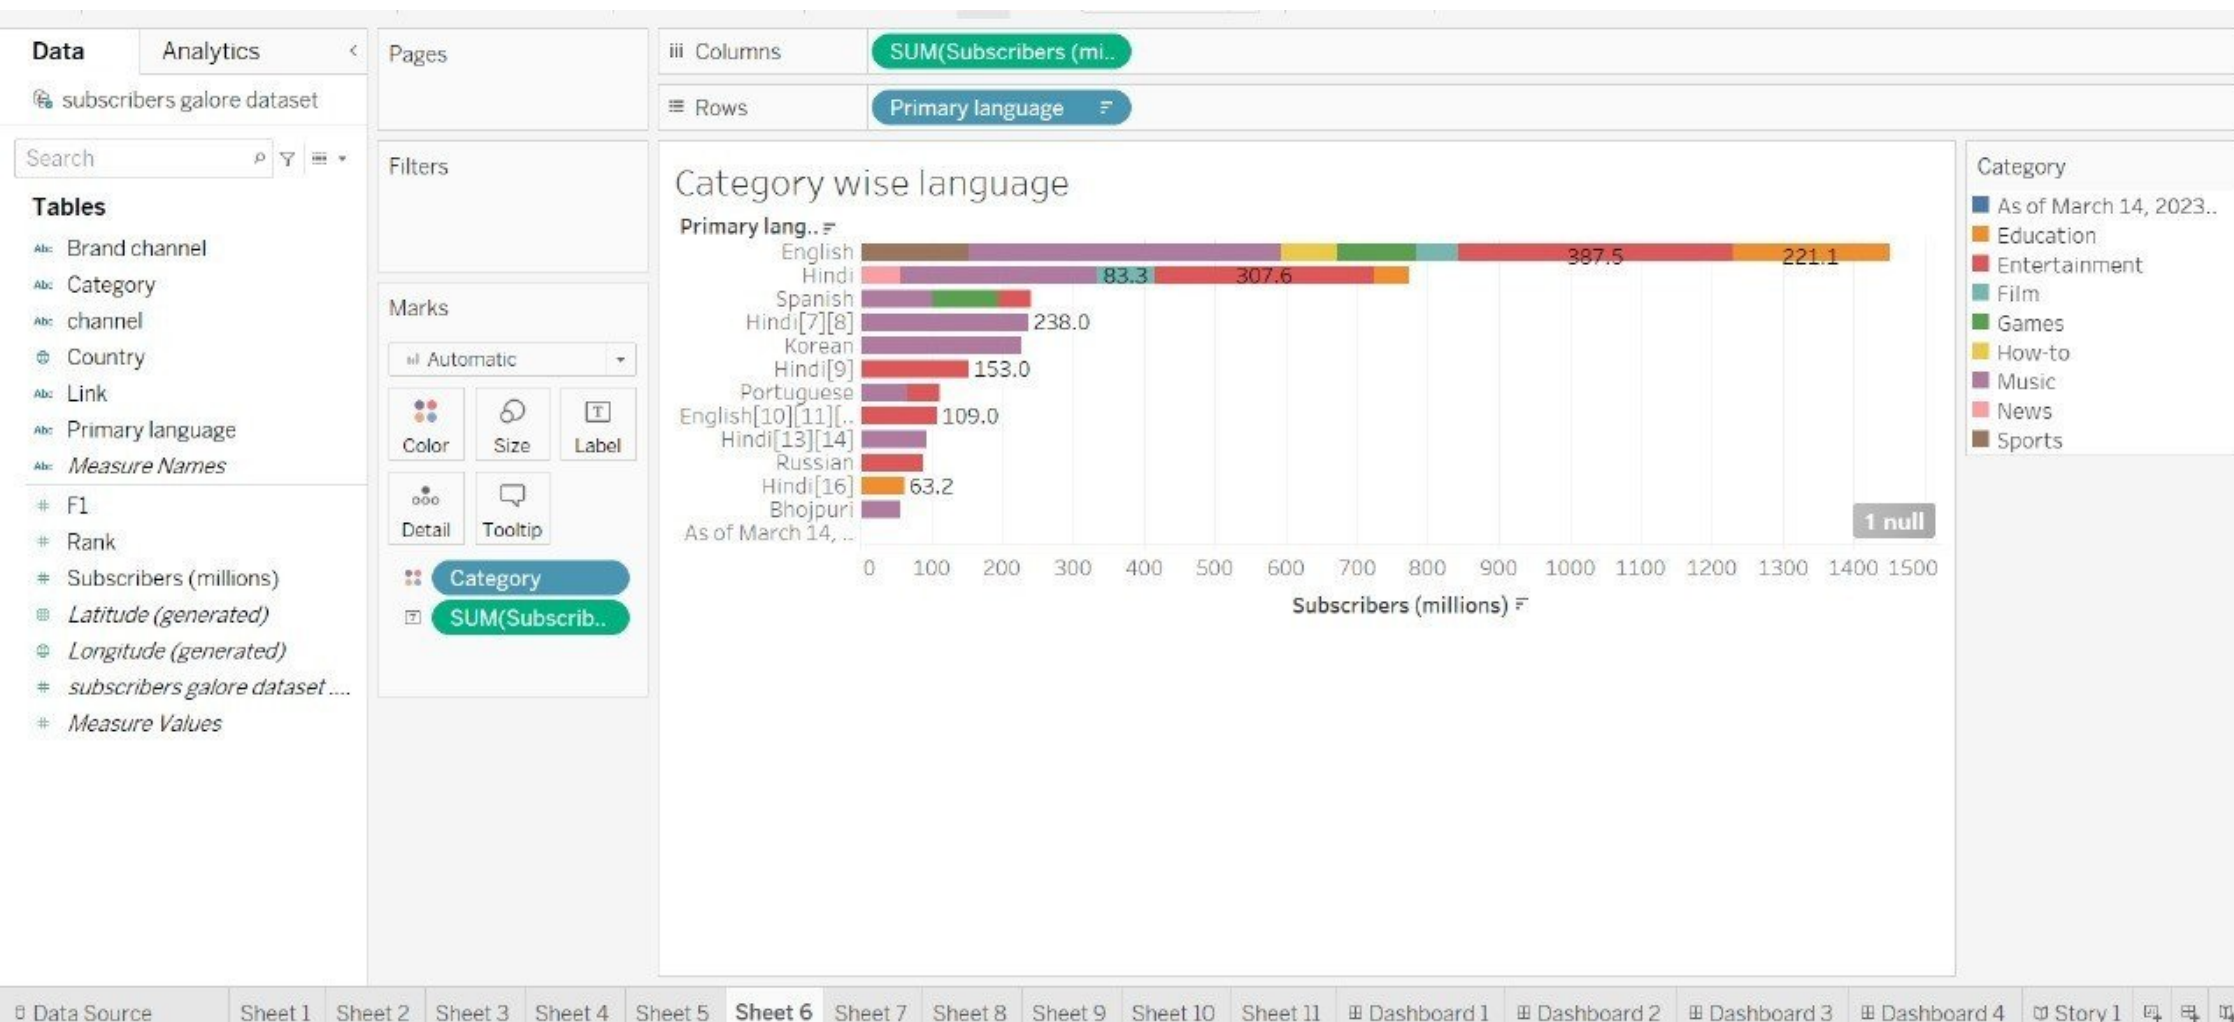 Data
Analytics
Pages
Columns
SUM(Subscribers (mi..
subscribers galore dataset
Rows
Primary language
Search
Filters
Tables
Brand channel
Category
channel
Country
Link
Primary language
Measure Names
F1
Rank
Subscribers (millions)
Latitude (generated)
Longitude (generated)
subscribers galore dataset ....
Measure Values
Marks
Automatic
Color
Size
Label
Detail
Tooltip
Category
SUM(Subscrib..
Category wise language
Primary lang..
English 387.5 221.1
Hindi 83.3 307.6
Spanish
Hindi[7][8] 238.0
Korean
Hindi[9] 153.0
Portuguese
English[10][11][.. 109.0
Hindi[13][14]
Russian
Hindi[16] 63.2
Bhojpuri
As of March 14, ..
1 null
0 100 200 300 400 500 600 700 800 900 1000 1100 1200 1300 1400 1500
Subscribers (millions)
Category
As of March 14, 2023..
Education
Entertainment
Film
Games
How-to
Music
News
Sports
Data Source Sheet 1 Sheet 2 Sheet 3 Sheet 4 Sheet 5 Sheet 6 Sheet 7 Sheet 8 Sheet 9 Sheet 10 Sheet 11 Dashboard 1 Dashboard 2 Dashboard 3 Dashboard 4 Story 1